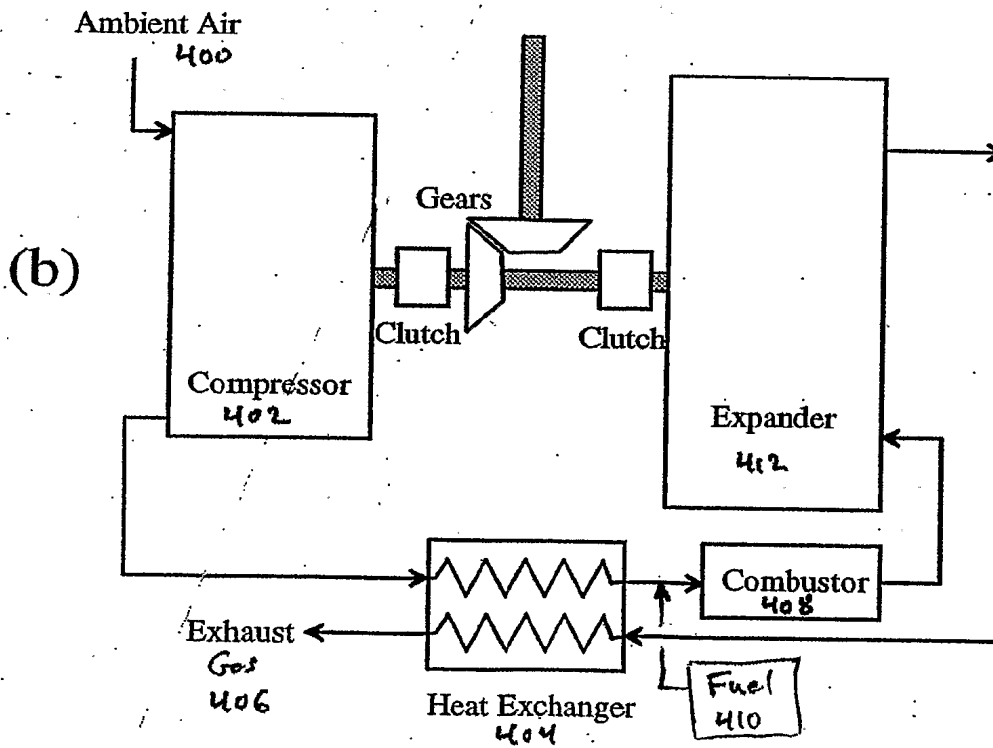 Ambient Air
400
Gears
(b)
Clutch
Clutch
Compressor
402
Expander
412
Combustor
408
Exhaust
Gas
406
Heat Exchanger
404
Fuel
410